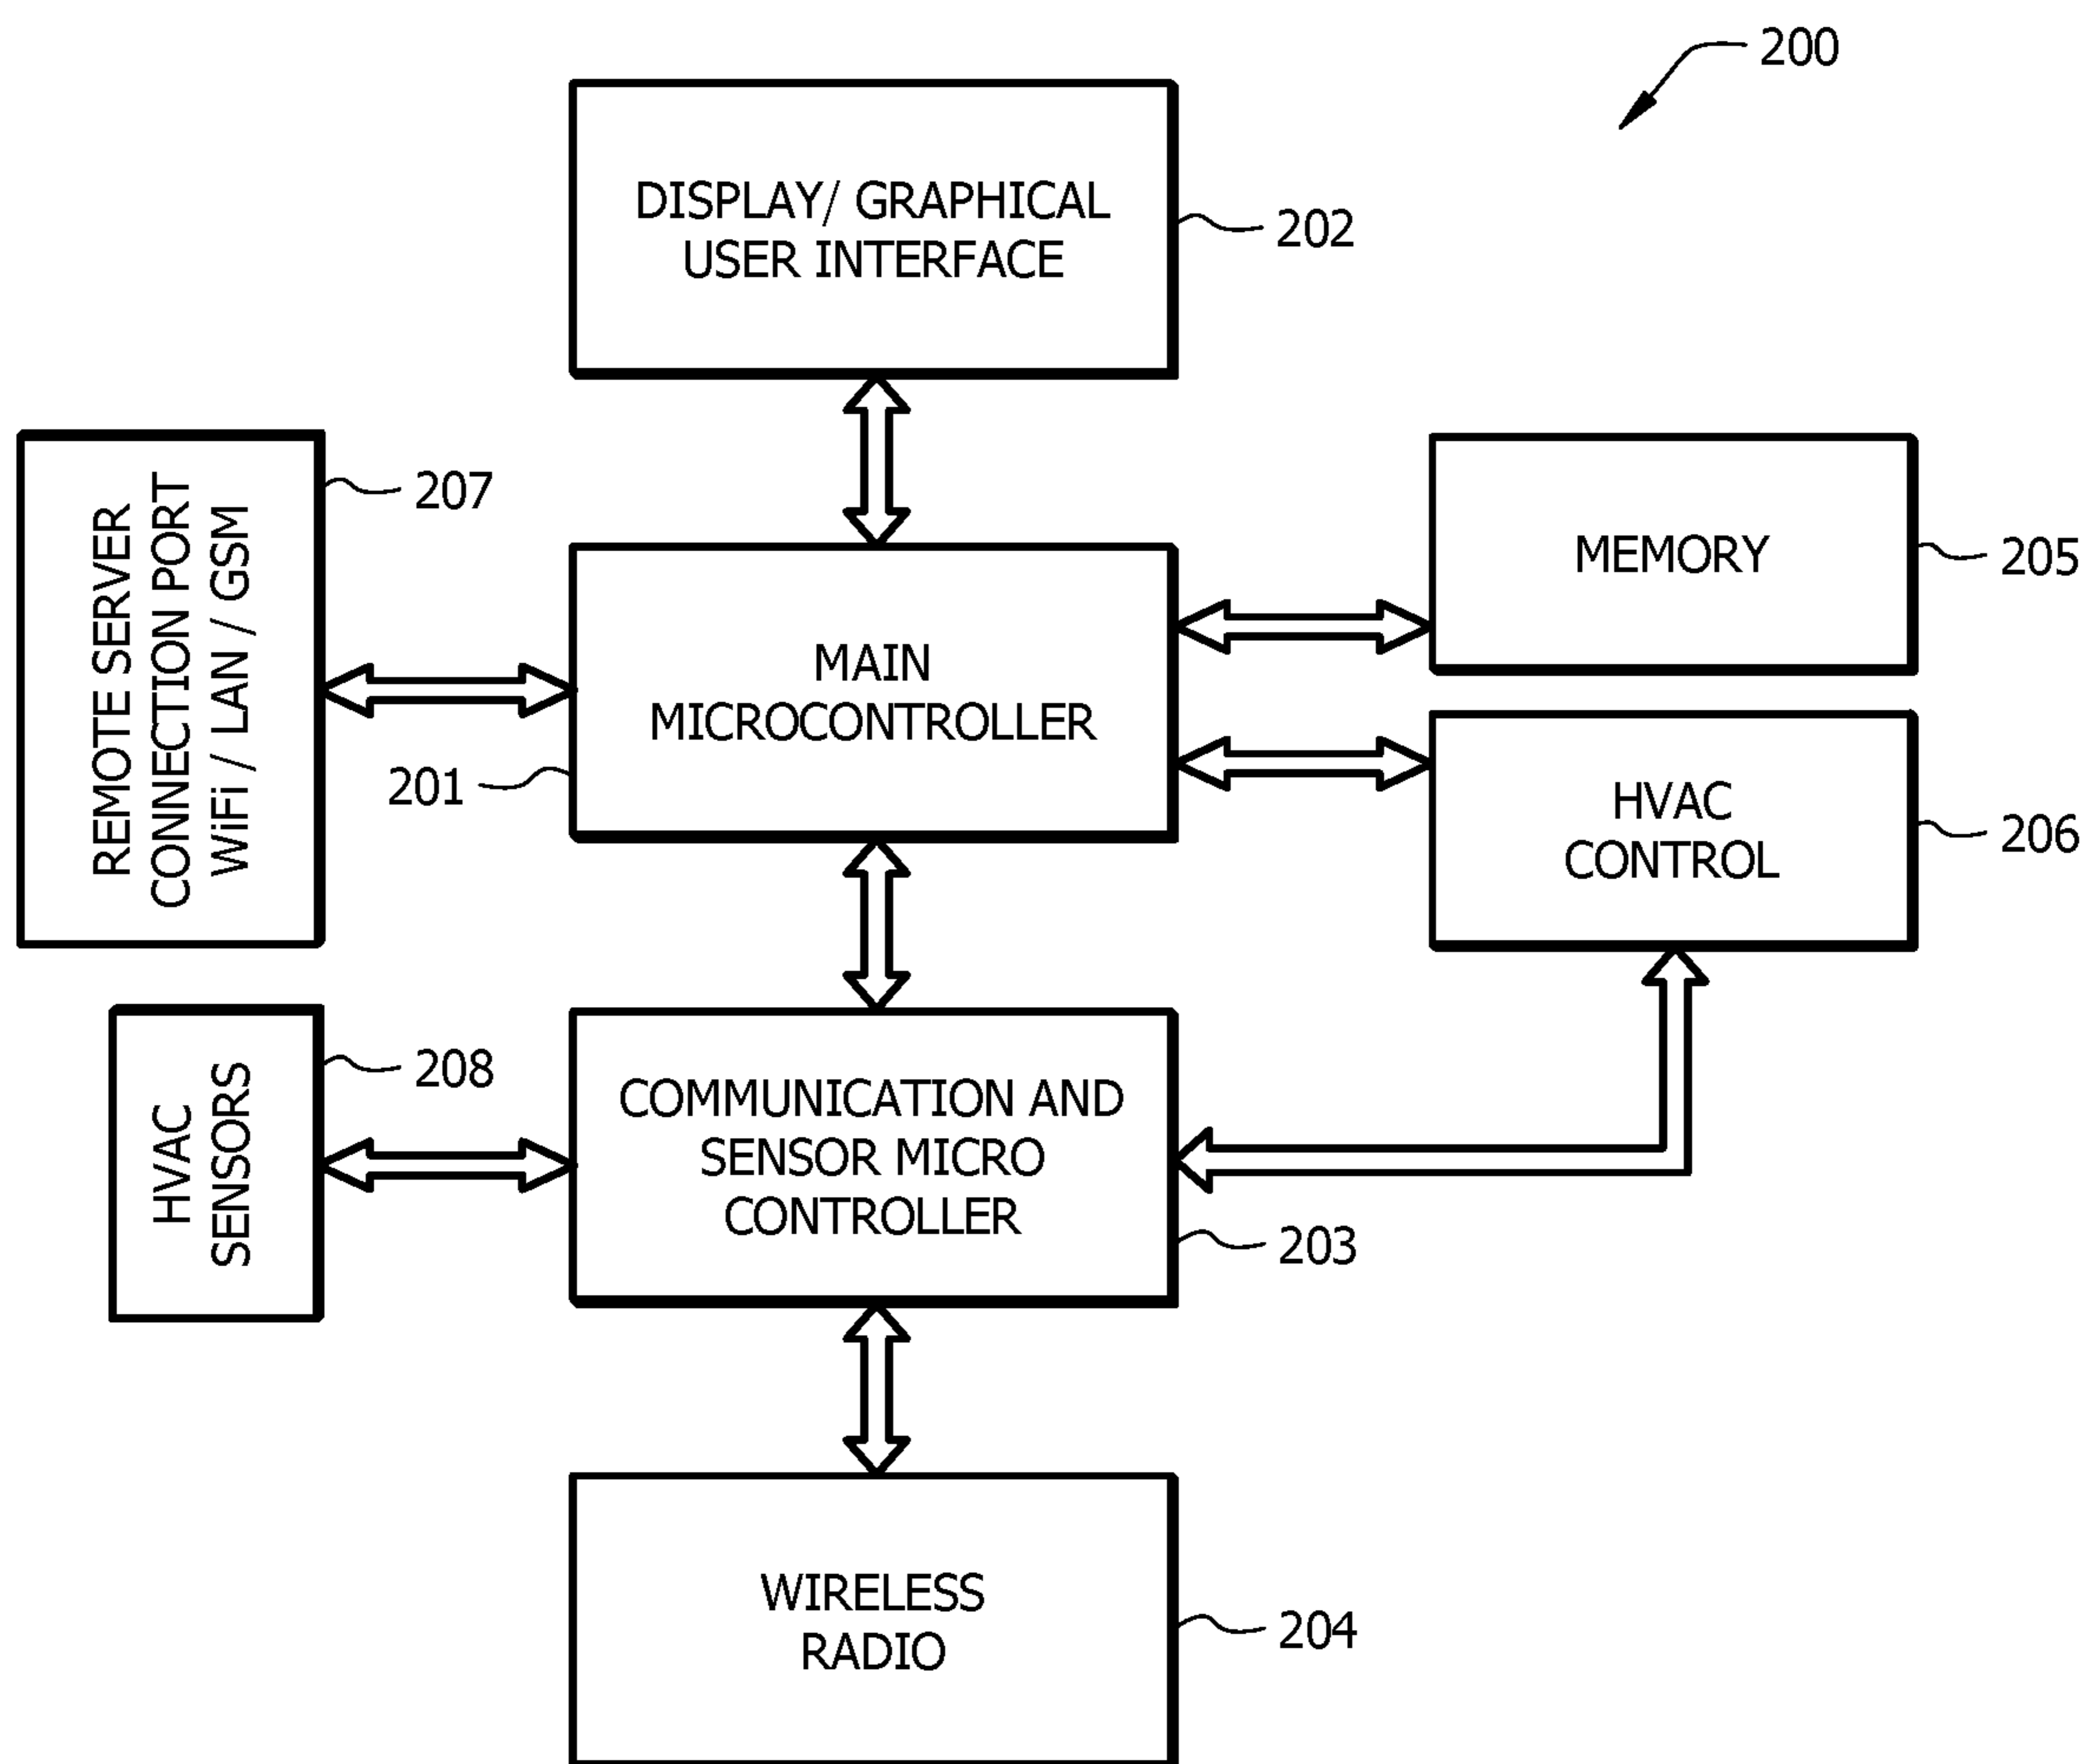 200
DISPLAY/ GRAPHICAL
USER INTERFACE
202
REMOTE SERVER
CONNECTION PORT
WiFi / LAN / GSM
207
MAIN
MICROCONTROLLER
201
MEMORY
205
HVAC
CONTROL
206
HVAC
SENSORS
208
COMMUNICATION AND
SENSOR MICRO
CONTROLLER
203
WIRELESS
RADIO
204